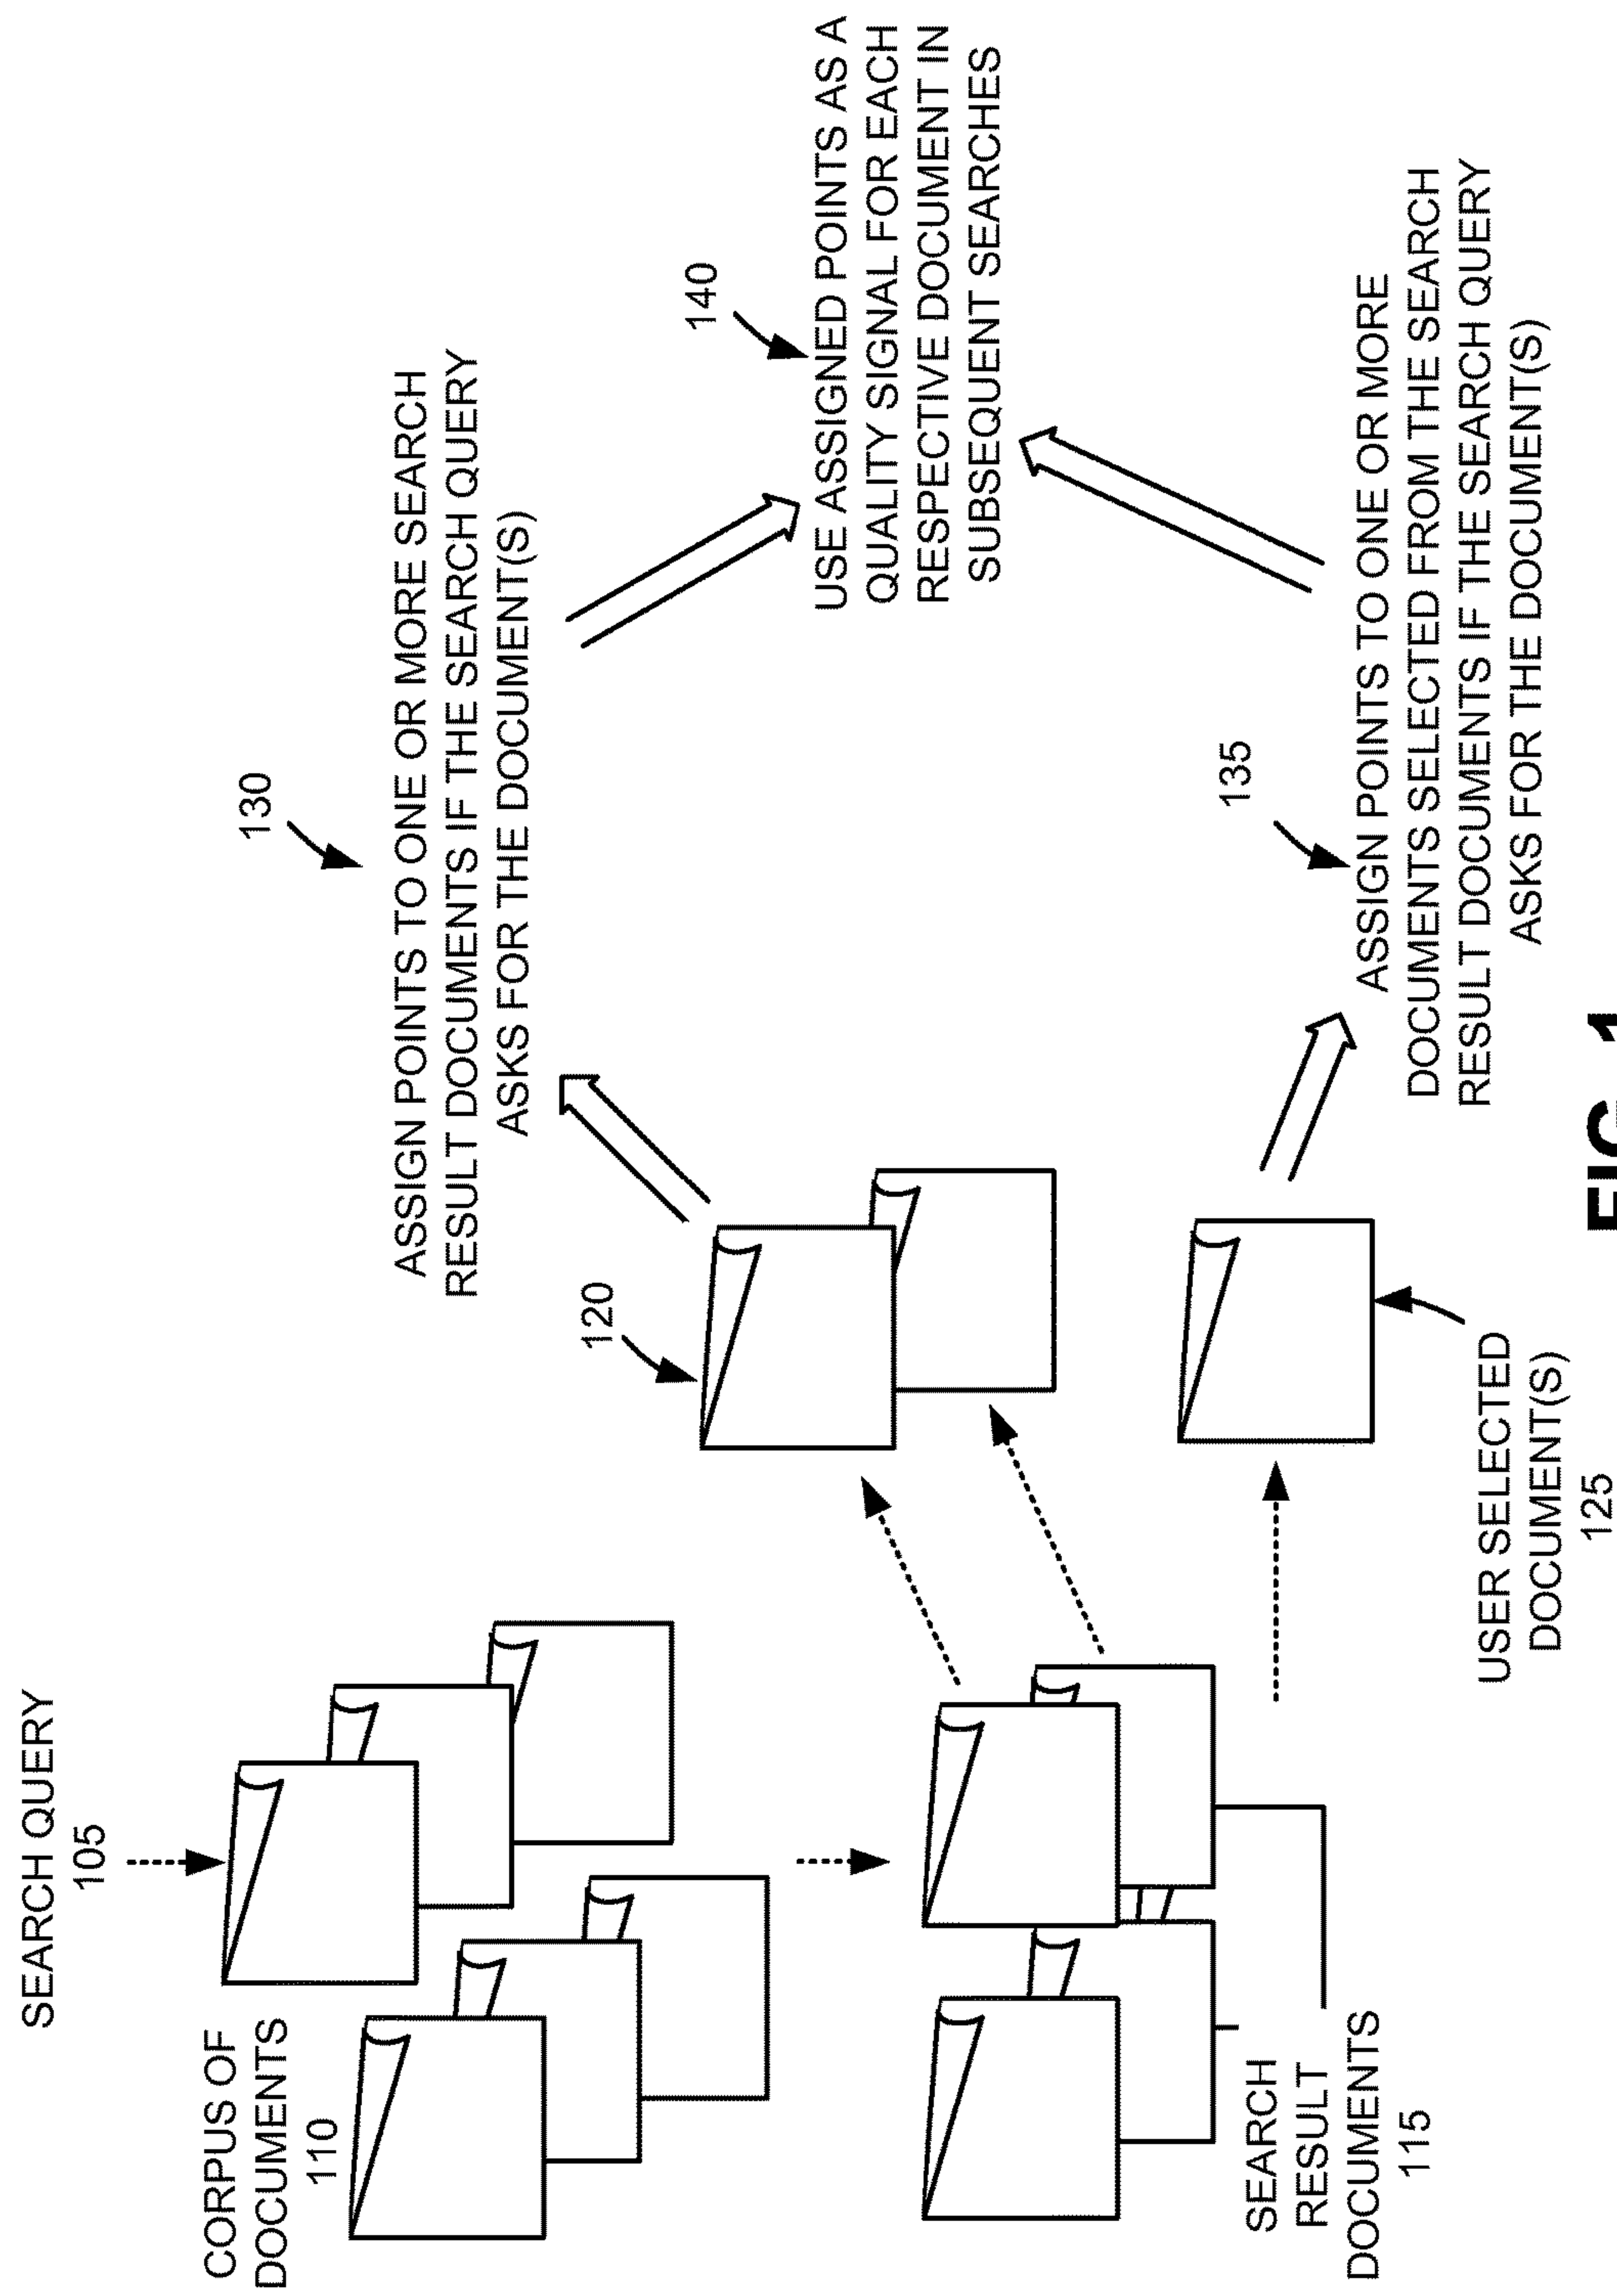 SEARCH QUERY
105
CORPUS OF
DOCUMENTS
110
SEARCH
RESULT
DOCUMENTS
115
120
USER SELECTED
DOCUMENT(S)
125
130
ASSIGN POINTS TO ONE OR MORE SEARCH
RESULT DOCUMENTS IF THE SEARCH QUERY
ASKS FOR THE DOCUMENT(S)
135
ASSIGN POINTS TO ONE OR MORE
DOCUMENTS SELECTED FROM THE SEARCH
RESULT DOCUMENTS IF THE SEARCH QUERY
ASKS FOR THE DOCUMENT(S)
140
USE ASSIGNED POINTS AS A
QUALITY SIGNAL FOR EACH
RESPECTIVE DOCUMENT IN
SUBSEQUENT SEARCHES
FIG. 1